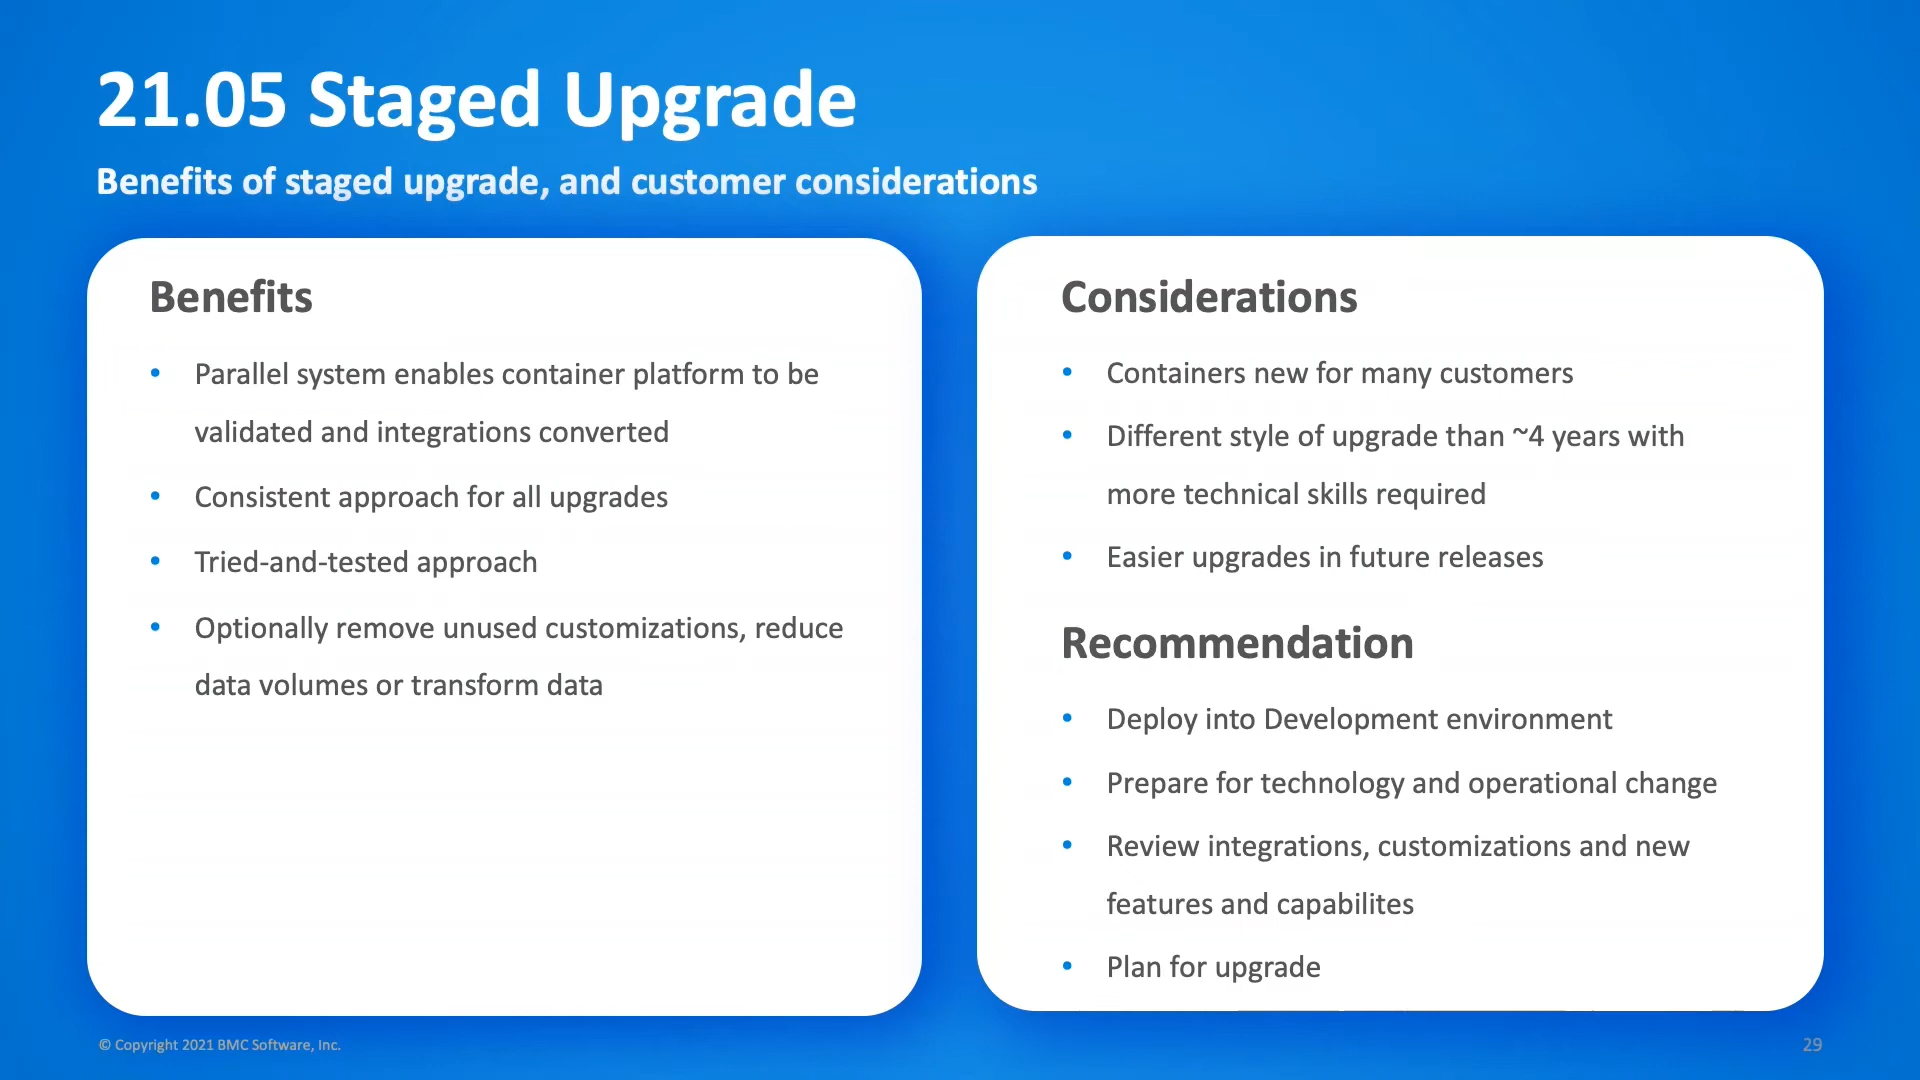 21.05 Staged Upgrade
Benefits of staged upgrade, and customer considerations
Benefits
• Parallel system enables container platform to be
validated and integrations converted
• Consistent approach for all upgrades
• Tried-and-tested approach
• Optionally remove unused customizations, reduce
data volumes or transform data
Considerations
• Containers new for many customers
• Different style of upgrade than ~4 years with
more technical skills required
• Easier upgrades in future releases
Recommendation
• Deploy into Development environment
• Prepare for technology and operational change
• Review integrations, customizations and new
features and capabilites
• Plan for upgrade
© Copyright 2021 BMC Software, Inc.
29